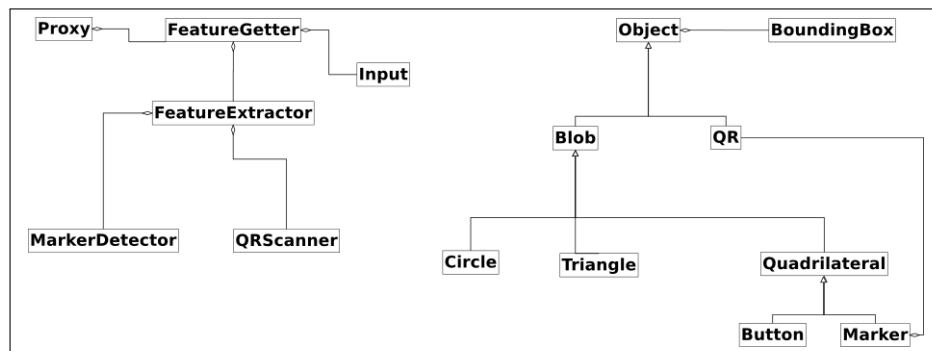 Proxy
FeatureGetter
Input
FeatureExtractor
MarkerDetector
QRScanner
Object
BoundingBox
Blob
QR
Circle
Triangle
Quadrilateral
Button
Marker